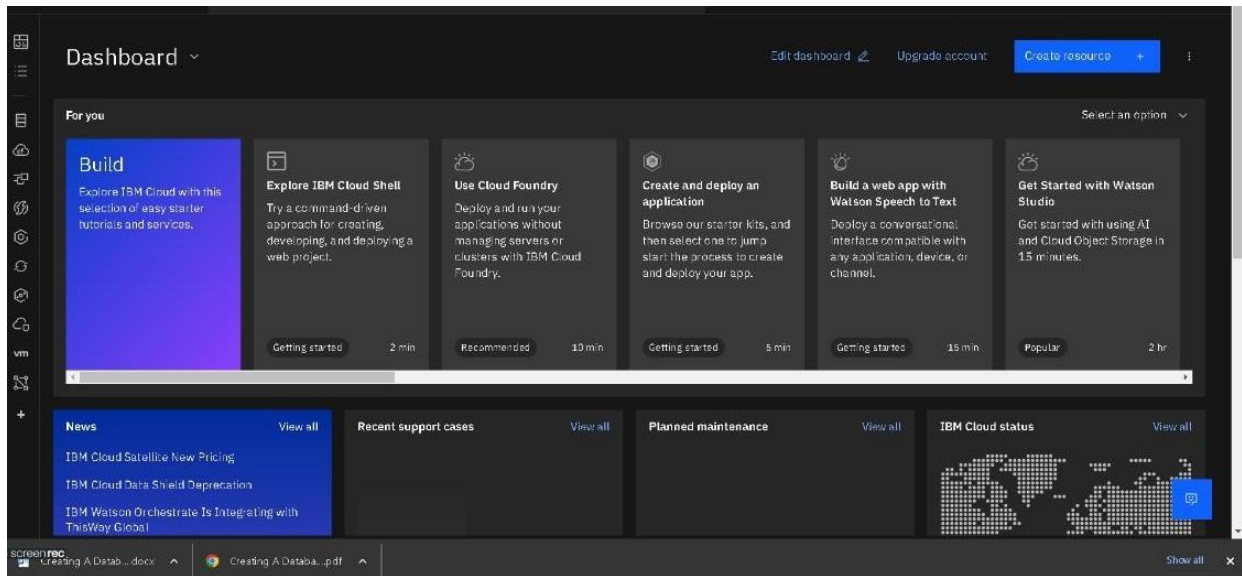 Dashboard
Edit dashboard
Upgrade account
Create resource +
For you
Select an option
Build
Explore IBM Cloud with this
selection of easy starter
tutorials and services.
Explore IBM Cloud Shell
Try a command-driven
approach for creating,
developing, and deploying a
web project.
Getting started 2 min
Use Cloud Foundry
Deploy and run your
applications without
managing servers or
clusters with IBM Cloud
Foundry.
Recommended 10 min
Create and deploy an
application
Browse our starter kits, and
then select one to jump
start the process to create
and deploy your app.
Getting started 5 min
Build a web app with
Watson Speech to Text
Deploy a conversational
interface compatible with
any application, device, or
channel.
Getting started 15 min
Get Started with Watson
Studio
Get started with using AI
and Cloud Object Storage in
15 minutes.
Popular 2 hr
vm
News View all
IBM Cloud Satellite New Pricing
IBM Cloud Data Shield Deprecation
IBM Watson Orchestrate Is Integrating with
ThisWay Global
Recent support cases View all
Planned maintenance View all
IBM Cloud status View all
screenrec
Creating A Datab...docx
Creating A Databa...pdf
Show all